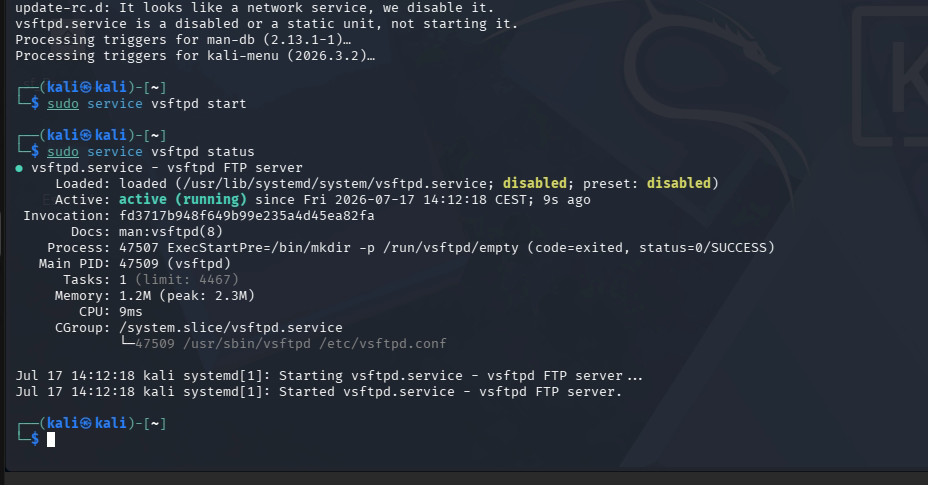 update-rc.d: It looks like a network service, we disable it.
vsftpd.service is a disabled or a static unit, not starting it.
Processing triggers for man-db (2.13.1-1)…
Processing triggers for kali-menu (2026.3.2)…

┌──(kali㉿kali)-[~]
└─$ sudo service vsftpd start

┌──(kali㉿kali)-[~]
└─$ sudo service vsftpd status
● vsftpd.service - vsftpd FTP server
     Loaded: loaded (/usr/lib/systemd/system/vsftpd.service; disabled; preset: disabled)
     Active: active (running) since Fri 2026-07-17 14:12:18 CEST; 9s ago
 Invocation: fd3717b948f649b99e235a4d45ea82fa
       Docs: man:vsftpd(8)
    Process: 47507 ExecStartPre=/bin/mkdir -p /run/vsftpd/empty (code=exited, status=0/SUCCESS)
   Main PID: 47509 (vsftpd)
      Tasks: 1 (limit: 4467)
     Memory: 1.2M (peak: 2.3M)
        CPU: 9ms
     CGroup: /system.slice/vsftpd.service
             └─47509 /usr/sbin/vsftpd /etc/vsftpd.conf

Jul 17 14:12:18 kali systemd[1]: Starting vsftpd.service - vsftpd FTP server...
Jul 17 14:12:18 kali systemd[1]: Started vsftpd.service - vsftpd FTP server.

┌──(kali㉿kali)-[~]
└─$